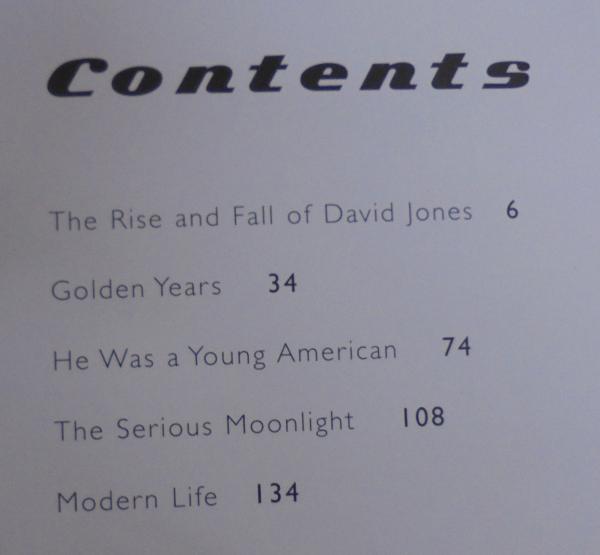 Contents
The Rise and Fall of David Jones 6
Golden Years 34
He Was a Young American 74
The Serious Moonlight 108
Modern Life 134